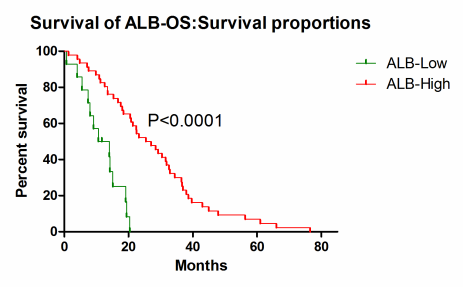 Survival of ALB-OS:Survival proportions
100
80
60
40
20
0
Percent survival
P<0.0001
ALB-Low
ALB-High
0 20 40 60 80
Months